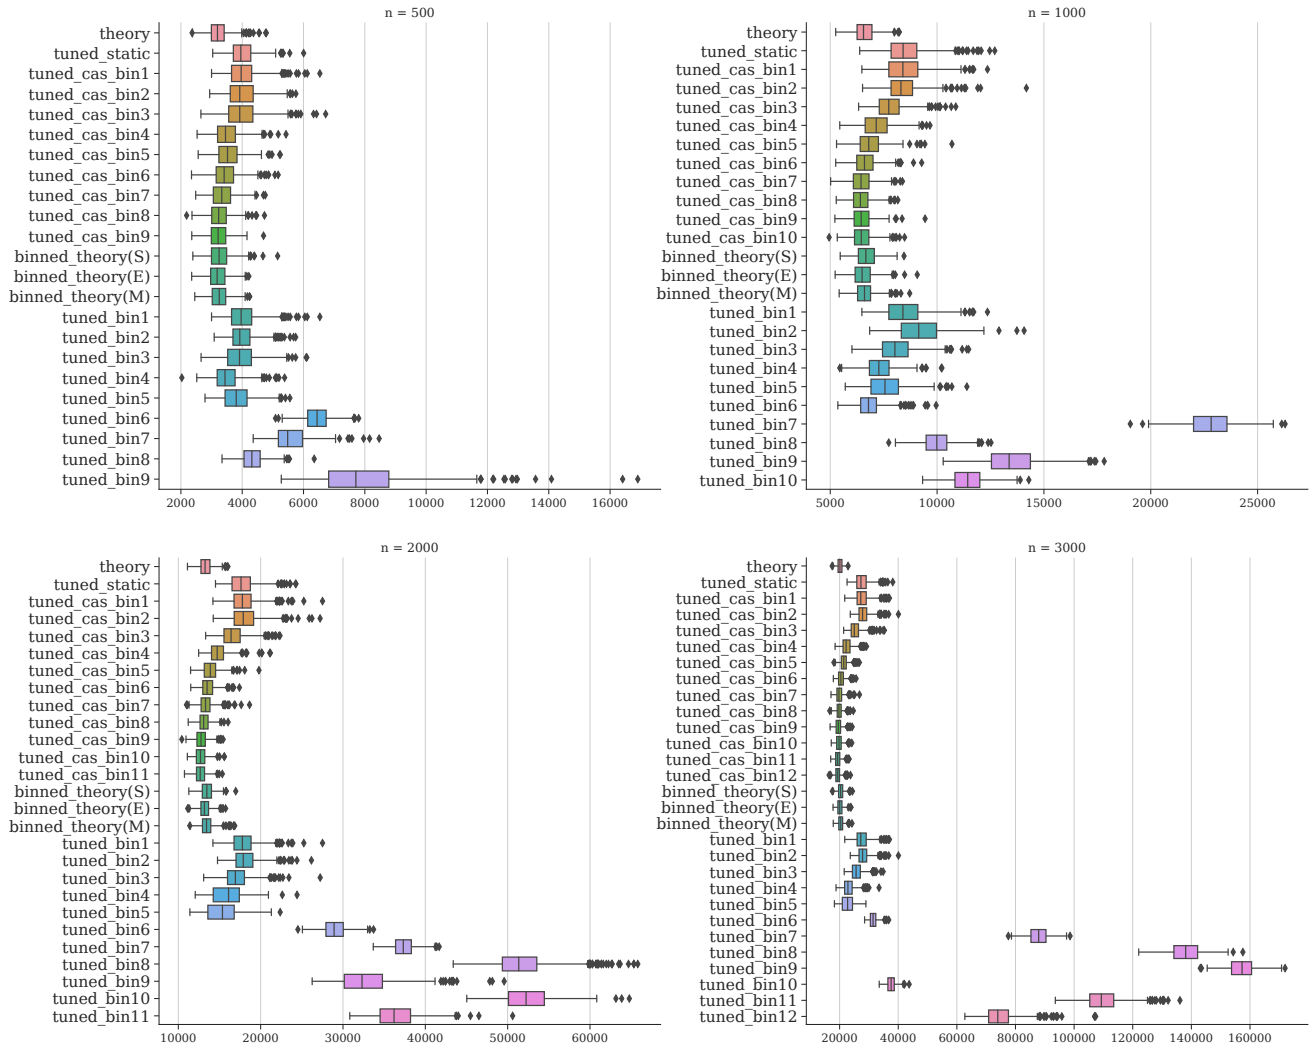 n = 500
theory
tuned_static
tuned_cas_bin1
tuned_cas_bin2
tuned_cas_bin3
tuned_cas_bin4
tuned_cas_bin5
tuned_cas_bin6
tuned_cas_bin7
tuned_cas_bin8
tuned_cas_bin9
binned_theory(S)
binned_theory(E)
binned_theory(M)
tuned_bin1
tuned_bin2
tuned_bin3
tuned_bin4
tuned_bin5
tuned_bin6
tuned_bin7
tuned_bin8
tuned_bin9
2000 4000 6000 8000 10000 12000 14000 16000
n = 1000
theory
tuned_static
tuned_cas_bin1
tuned_cas_bin2
tuned_cas_bin3
tuned_cas_bin4
tuned_cas_bin5
tuned_cas_bin6
tuned_cas_bin7
tuned_cas_bin8
tuned_cas_bin9
tuned_cas_bin10
binned_theory(S)
binned_theory(E)
binned_theory(M)
tuned_bin1
tuned_bin2
tuned_bin3
tuned_bin4
tuned_bin5
tuned_bin6
tuned_bin7
tuned_bin8
tuned_bin9
tuned_bin10
5000 10000 15000 20000 25000
n = 2000
theory
tuned_static
tuned_cas_bin1
tuned_cas_bin2
tuned_cas_bin3
tuned_cas_bin4
tuned_cas_bin5
tuned_cas_bin6
tuned_cas_bin7
tuned_cas_bin8
tuned_cas_bin9
tuned_cas_bin10
tuned_cas_bin11
binned_theory(S)
binned_theory(E)
binned_theory(M)
tuned_bin1
tuned_bin2
tuned_bin3
tuned_bin4
tuned_bin5
tuned_bin6
tuned_bin7
tuned_bin8
tuned_bin9
tuned_bin10
tuned_bin11
10000 20000 30000 40000 50000 60000
n = 3000
theory
tuned_static
tuned_cas_bin1
tuned_cas_bin2
tuned_cas_bin3
tuned_cas_bin4
tuned_cas_bin5
tuned_cas_bin6
tuned_cas_bin7
tuned_cas_bin8
tuned_cas_bin9
tuned_cas_bin10
tuned_cas_bin11
tuned_cas_bin12
binned_theory(S)
binned_theory(E)
binned_theory(M)
tuned_bin1
tuned_bin2
tuned_bin3
tuned_bin4
tuned_bin5
tuned_bin6
tuned_bin7
tuned_bin8
tuned_bin9
tuned_bin10
tuned_bin11
tuned_bin12
20000 40000 60000 80000 100000 120000 140000 160000